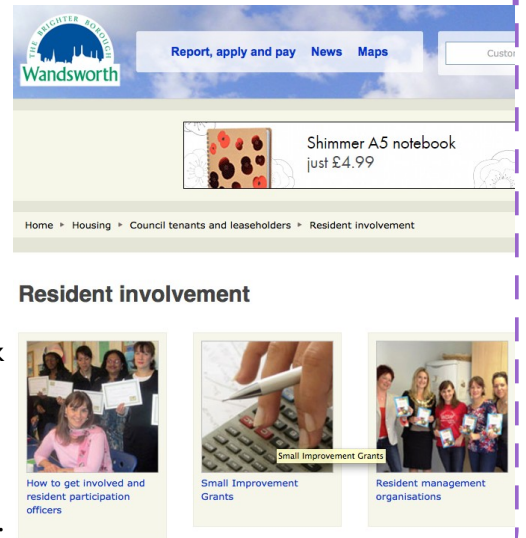 THE BRIGHTER BOROUGH
Wandsworth
Report, apply and pay News Maps
Custo
Shimmer A5 notebook
just £4.99
Home ▸ Housing ▸ Council tenants and leaseholders ▸ Resident involvement
Resident involvement
How to get involved and
resident participation
officers
Small Improvement Grants
Small Improvement
Grants
Resident management
organisations